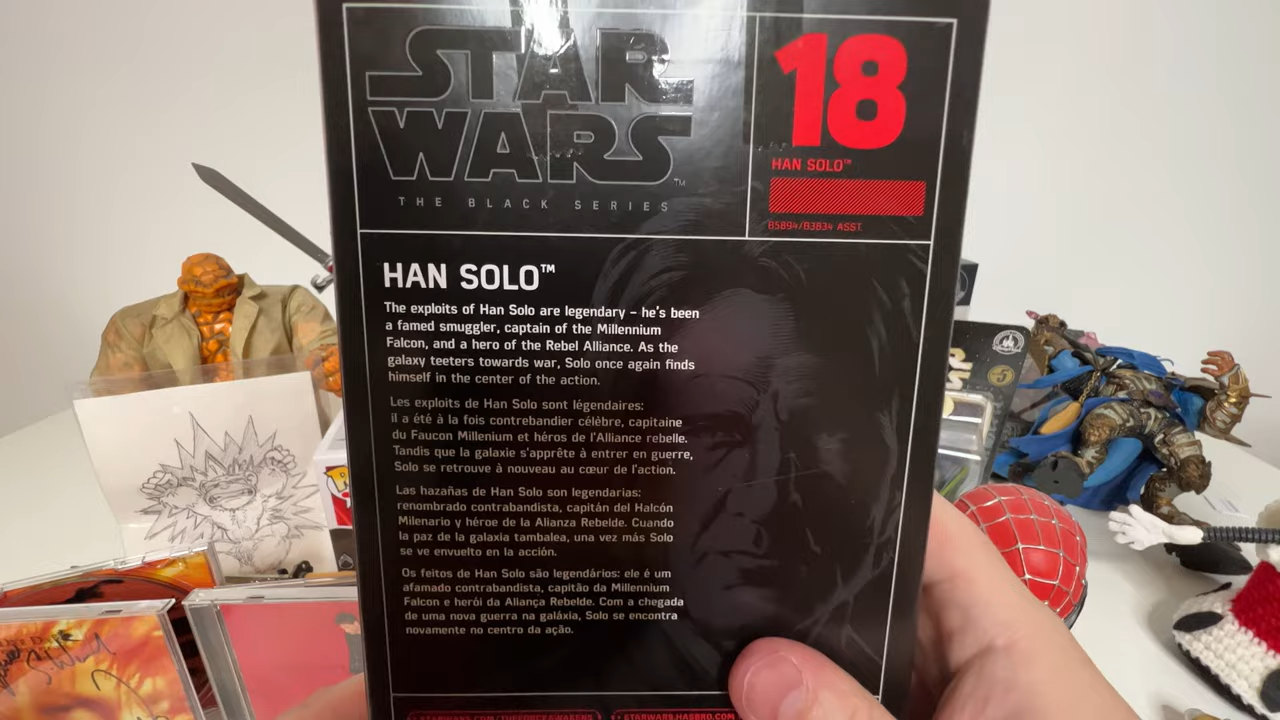 STAR
WARS
™
THE BLACK SERIES
18
HAN SOLO™
B5894/B3834 ASST.
HAN SOLO™
The exploits of Han Solo are legendary – he's been
a famed smuggler, captain of the Millennium
Falcon, and a hero of the Rebel Alliance. As the
galaxy teeters towards war, Solo once again finds
himself in the center of the action.
Les exploits de Han Solo sont légendaires:
il a été à la fois contrebandier célèbre, capitaine
du Faucon Millenium et héros de l'Alliance rebelle.
Tandis que la galaxie s'apprête à entrer en guerre,
Solo se retrouve à nouveau au cœur de l'action.
Las hazañas de Han Solo son legendarias:
renombrado contrabandista, capitán del Halcón
Milenario y héroe de la Alianza Rebelde. Cuando
la paz de la galaxia tambalea, una vez más Solo
se ve envuelto en la acción.
Os feitos de Han Solo são legendários: ele é um
afamado contrabandista, capitão da Millennium
Falcon e herói da Aliança Rebelde. Com a chegada
de uma nova guerra na galáxia, Solo se encontra
novamente no centro da ação.
STARWARS.COM/THEFORCEAWAKENS
STARWARS.HASBRO.COM